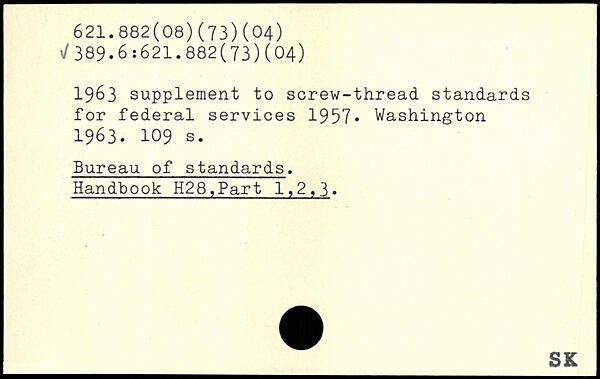 621.882(08)(73)(04)
✓389.6:621.882(73)(04)
1963 supplement to screw-thread standards
for federal services 1957. Washington
1963. 109 s.
Bureau of standards.
Handbook H28,Part 1,2,3.
SK